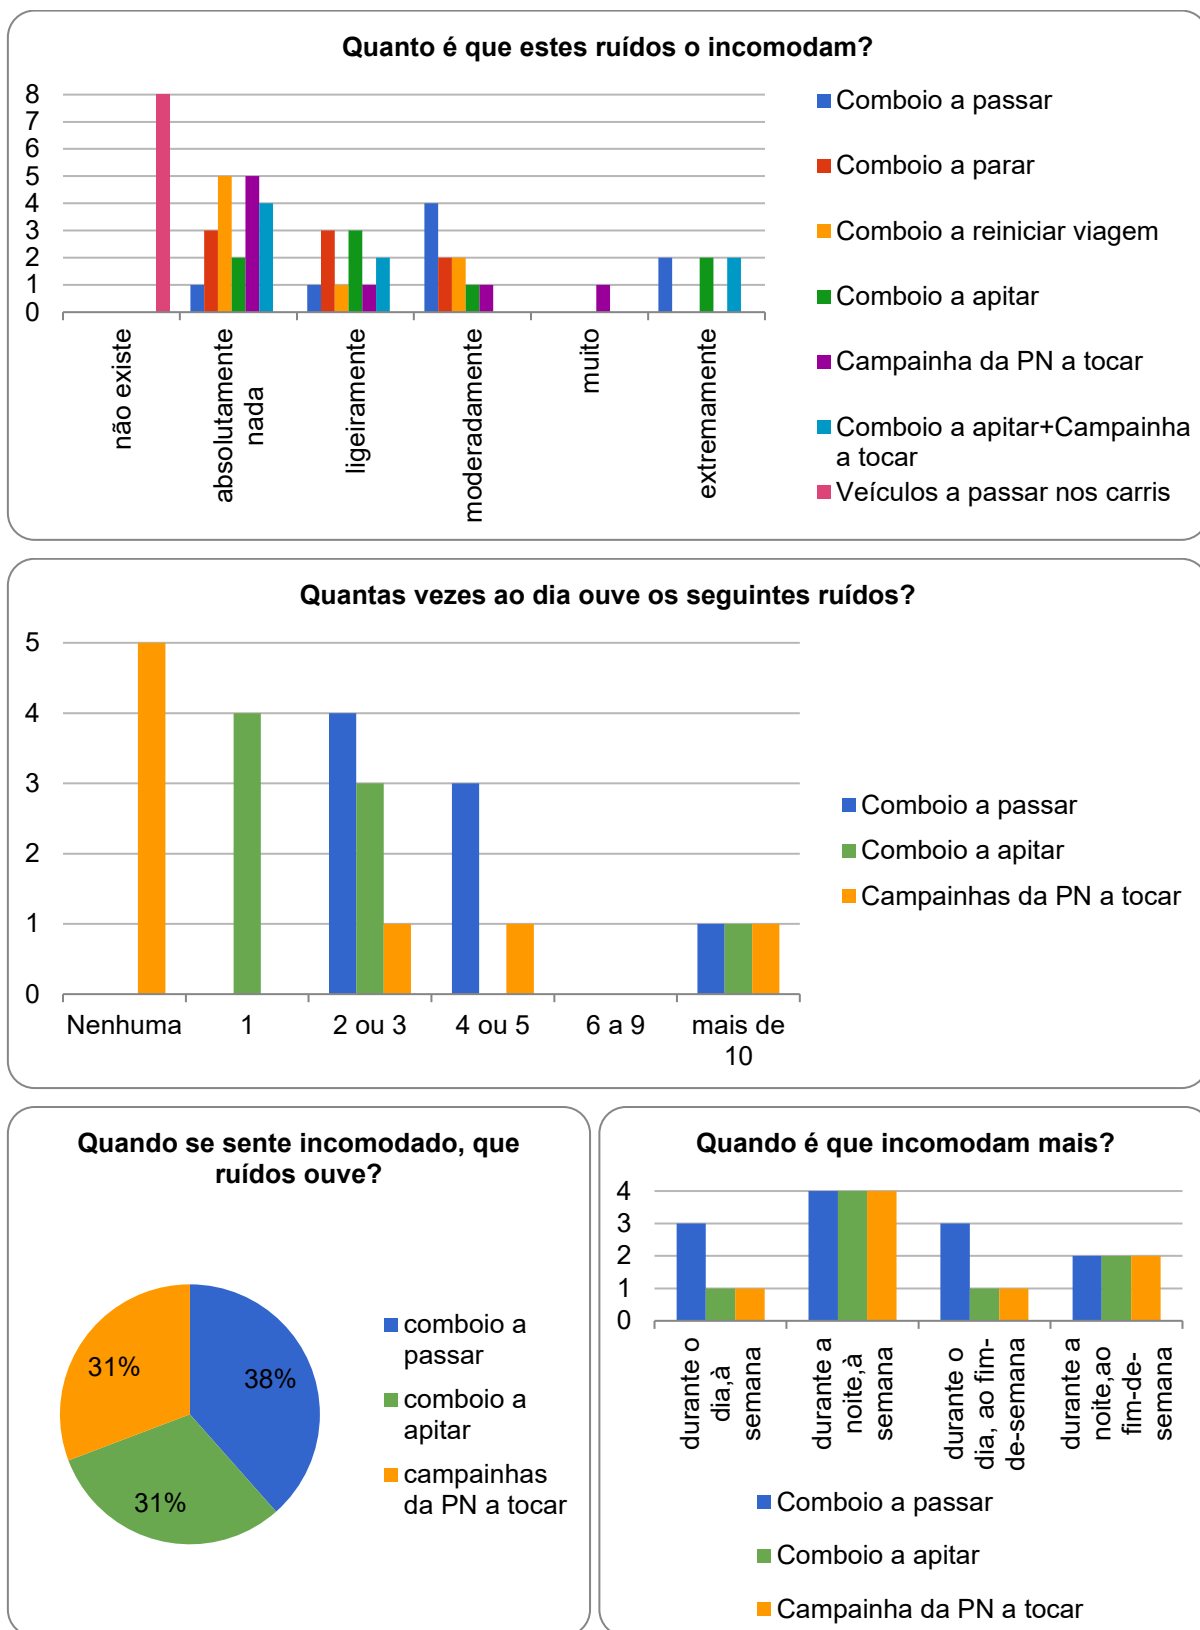 Quanto é que estes ruídos o incomodam?
8
7
6
5
4
3
2
1
0
não existe
absolutamente
nada
ligeiramente
moderadamente
muito
extremamente
Comboio a passar
Comboio a parar
Comboio a reiniciar viagem
Comboio a apitar
Campainha da PN a tocar
Comboio a apitar+Campainha
a tocar
Veículos a passar nos carris
Quantas vezes ao dia ouve os seguintes ruídos?
5
4
3
2
1
0
Nenhuma
1
2 ou 3
4 ou 5
6 a 9
mais de
10
Comboio a passar
Comboio a apitar
Campainhas da PN a tocar
Quando se sente incomodado, que
ruídos ouve?
31%
38%
31%
comboio a
passar
comboio a
apitar
campainhas
da PN a tocar
Quando é que incomodam mais?
4
3
2
1
0
durante o
dia,à
semana
durante a
noite,à
semana
durante o
dia, ao fim-
de-semana
durante a
noite,ao
fim-de-
semana
Comboio a passar
Comboio a apitar
Campainha da PN a tocar